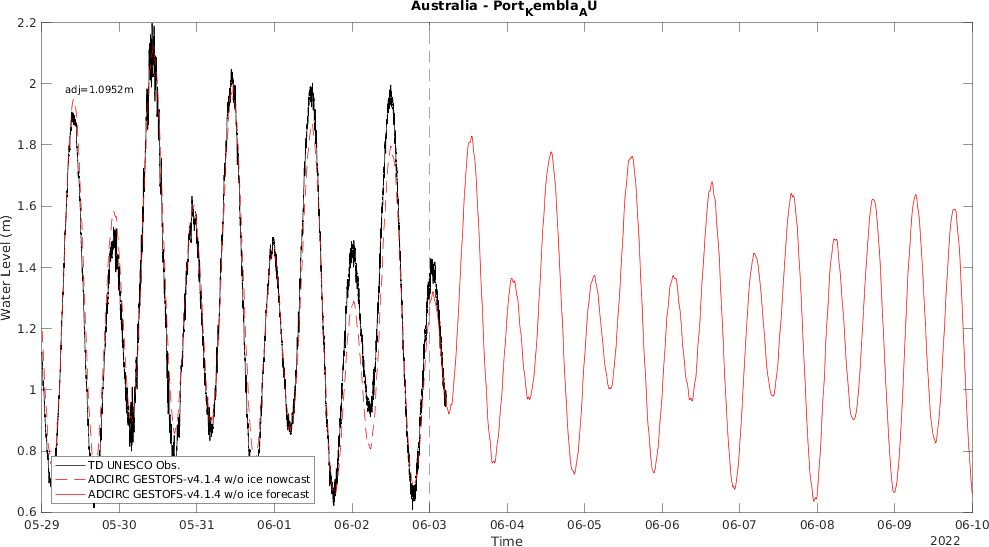 Australia - PortKemblaAU
2.2
2
1.8
1.6
1.4
1.2
1
0.8
0.6
Water Level (m)
adj=1.0952m
TD UNESCO Obs.
ADCIRC GESTOFS-v4.1.4 w/o ice nowcast
ADCIRC GESTOFS-v4.1.4 w/o ice forecast
05-29 05-30 05-31 06-01 06-02 06-03 06-04 06-05 06-06 06-07 06-08 06-09 06-10
Time
2022